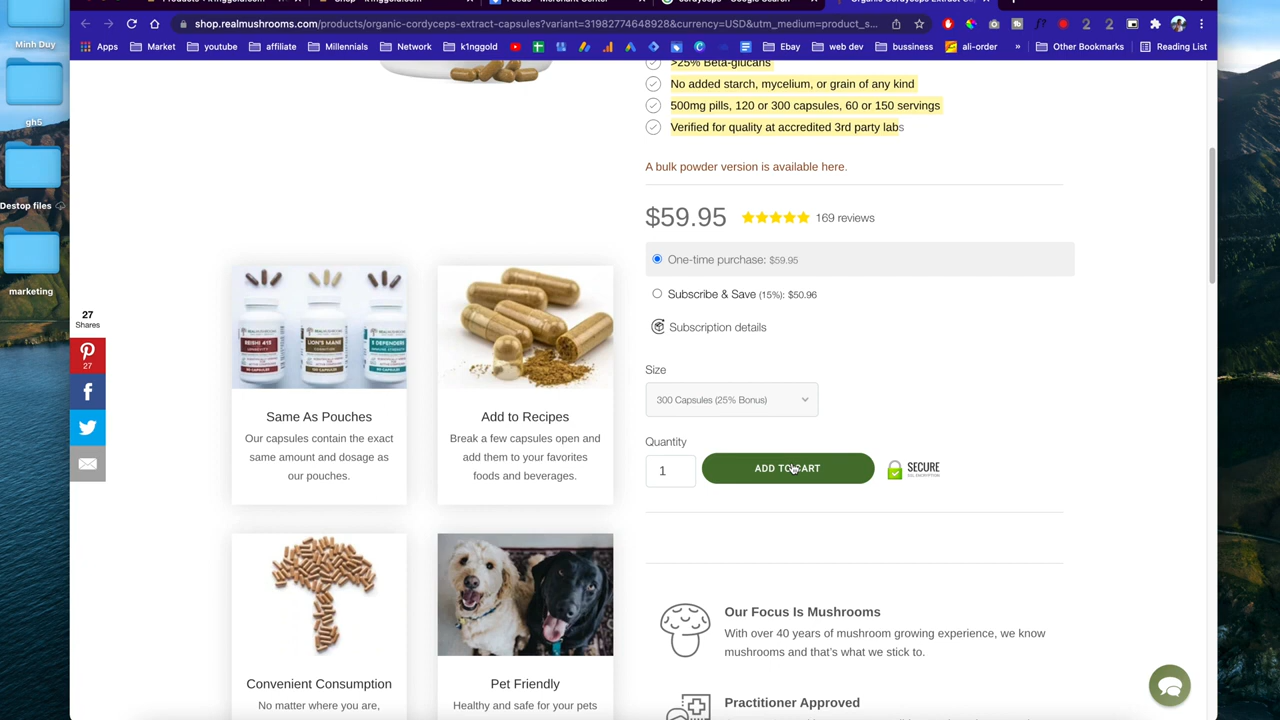 Minh Duy
gh5
Destop files
marketing
shop.realmushrooms.com/products/organic-cordyceps-extract-capsules?variant=31982774648928&currency=USD&utm_medium=product_s...
Apps
Market
youtube
affiliate
Millennials
Network
k1nggold
Ebay
web dev
bussiness
ali-order
»
Other Bookmarks
Reading List
>25% Beta-glucans
No added starch, mycelium, or grain of any kind
500mg pills, 120 or 300 capsules, 60 or 150 servings
Verified for quality at accredited 3rd party labs
A bulk powder version is available here.
$59.95 169 reviews
One-time purchase: $59.95
Subscribe & Save (15%): $50.96
Subscription details
Size
300 Capsules (25% Bonus)
Quantity
1
ADD TO CART
SECURE
27
Shares
27
REISHI 415
LION'S MANE
5 DEFENDERS
Same As Pouches
Our capsules contain the exact
same amount and dosage as
our pouches.
Add to Recipes
Break a few capsules open and
add them to your favorites
foods and beverages.
Convenient Consumption
No matter where you are,
Pet Friendly
Healthy and safe for your pets
Our Focus Is Mushrooms
With over 40 years of mushroom growing experience, we know
mushrooms and that's what we stick to.
Practitioner Approved